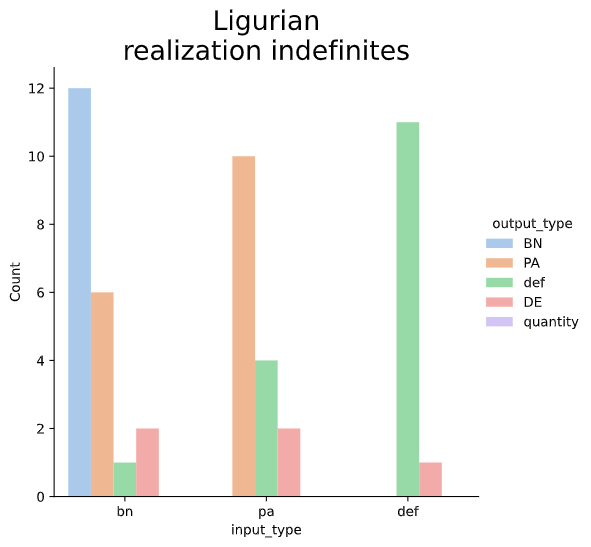 Ligurian
realization indefinites
12
10
8
6
4
2
0
Count
bn
pa
def
input_type
output_type
BN
PA
def
DE
quantity